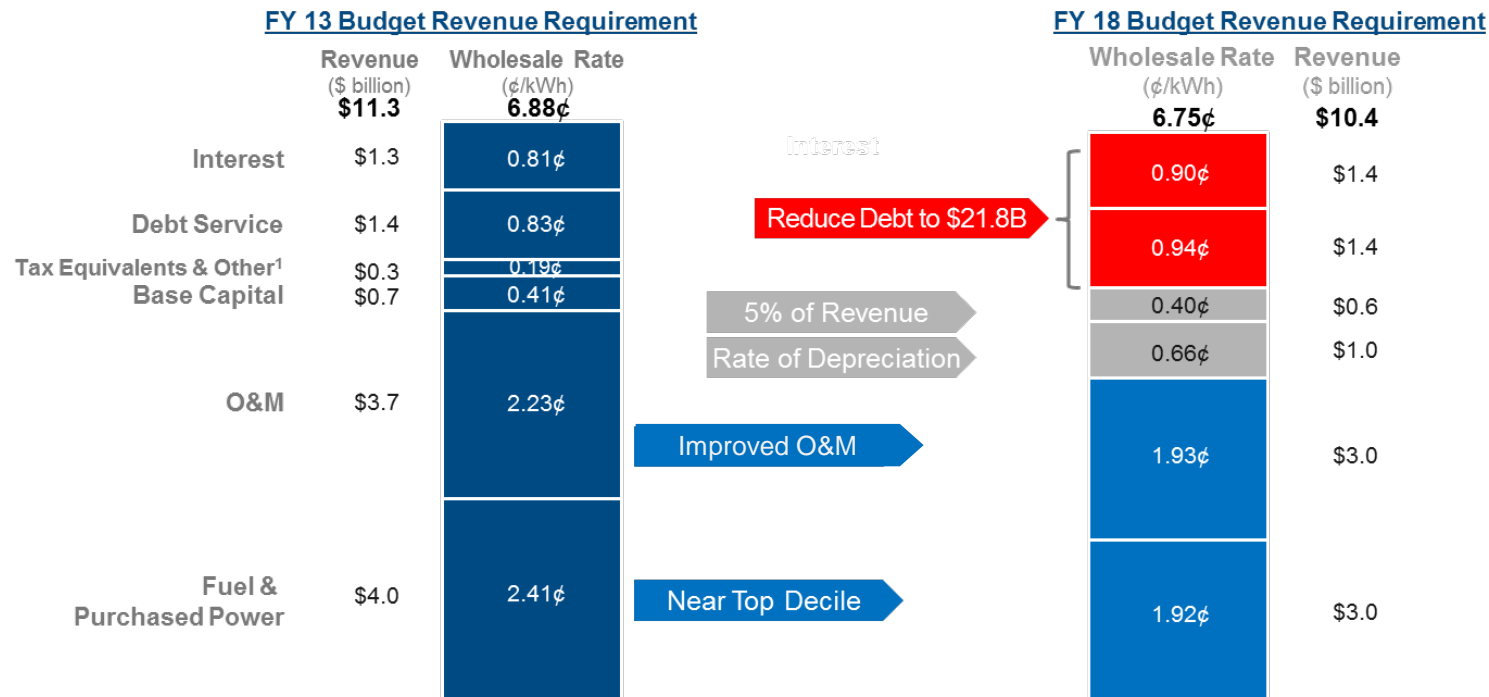 FY 13 Budget Revenue Requirement
FY 18 Budget Revenue Requirement
Revenue Wholesale Rate
($ billion) (¢/kWh)
$11.3 6.88¢
Wholesale Rate Revenue
(¢/kWh) ($ billion)
6.75¢ $10.4
Interest $1.3 0.81¢
Interest
0.90¢ $1.4
Debt Service $1.4 0.83¢
Reduce Debt to $21.8B
0.94¢ $1.4
Tax Equivalents & Other¹ $0.3 0.19¢
Base Capital $0.7 0.41¢
5% of Revenue
0.40¢ $0.6
Rate of Depreciation
0.66¢ $1.0
O&M $3.7 2.23¢
Improved O&M
1.93¢ $3.0
Fuel &
Purchased Power
$4.0 2.41¢
Near Top Decile
1.92¢ $3.0